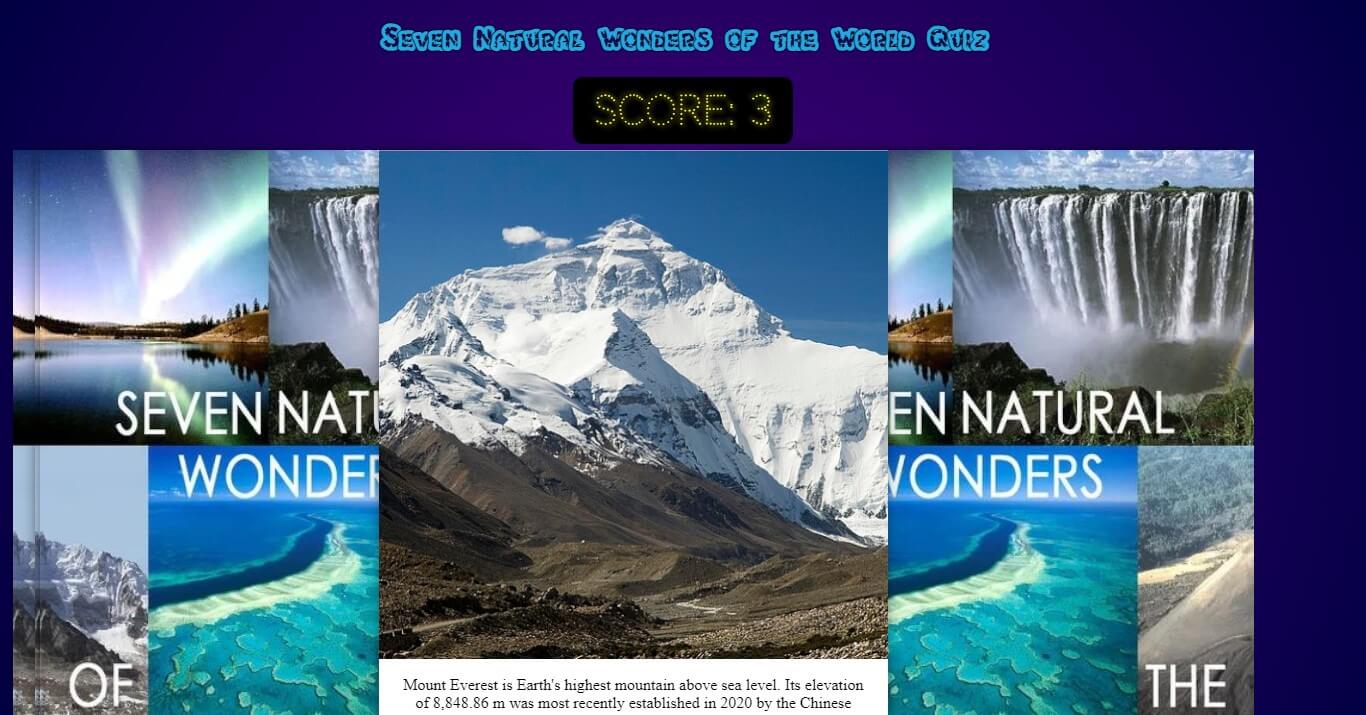 Seven Natural Wonders of the World Quiz
SCORE: 3
SEVEN NATU
EN NATURAL
WONDER
WONDERS
OF
THE
Mount Everest is Earth's highest mountain above sea level. Its elevation
of 8,848.86 m was most recently established in 2020 by the Chinese